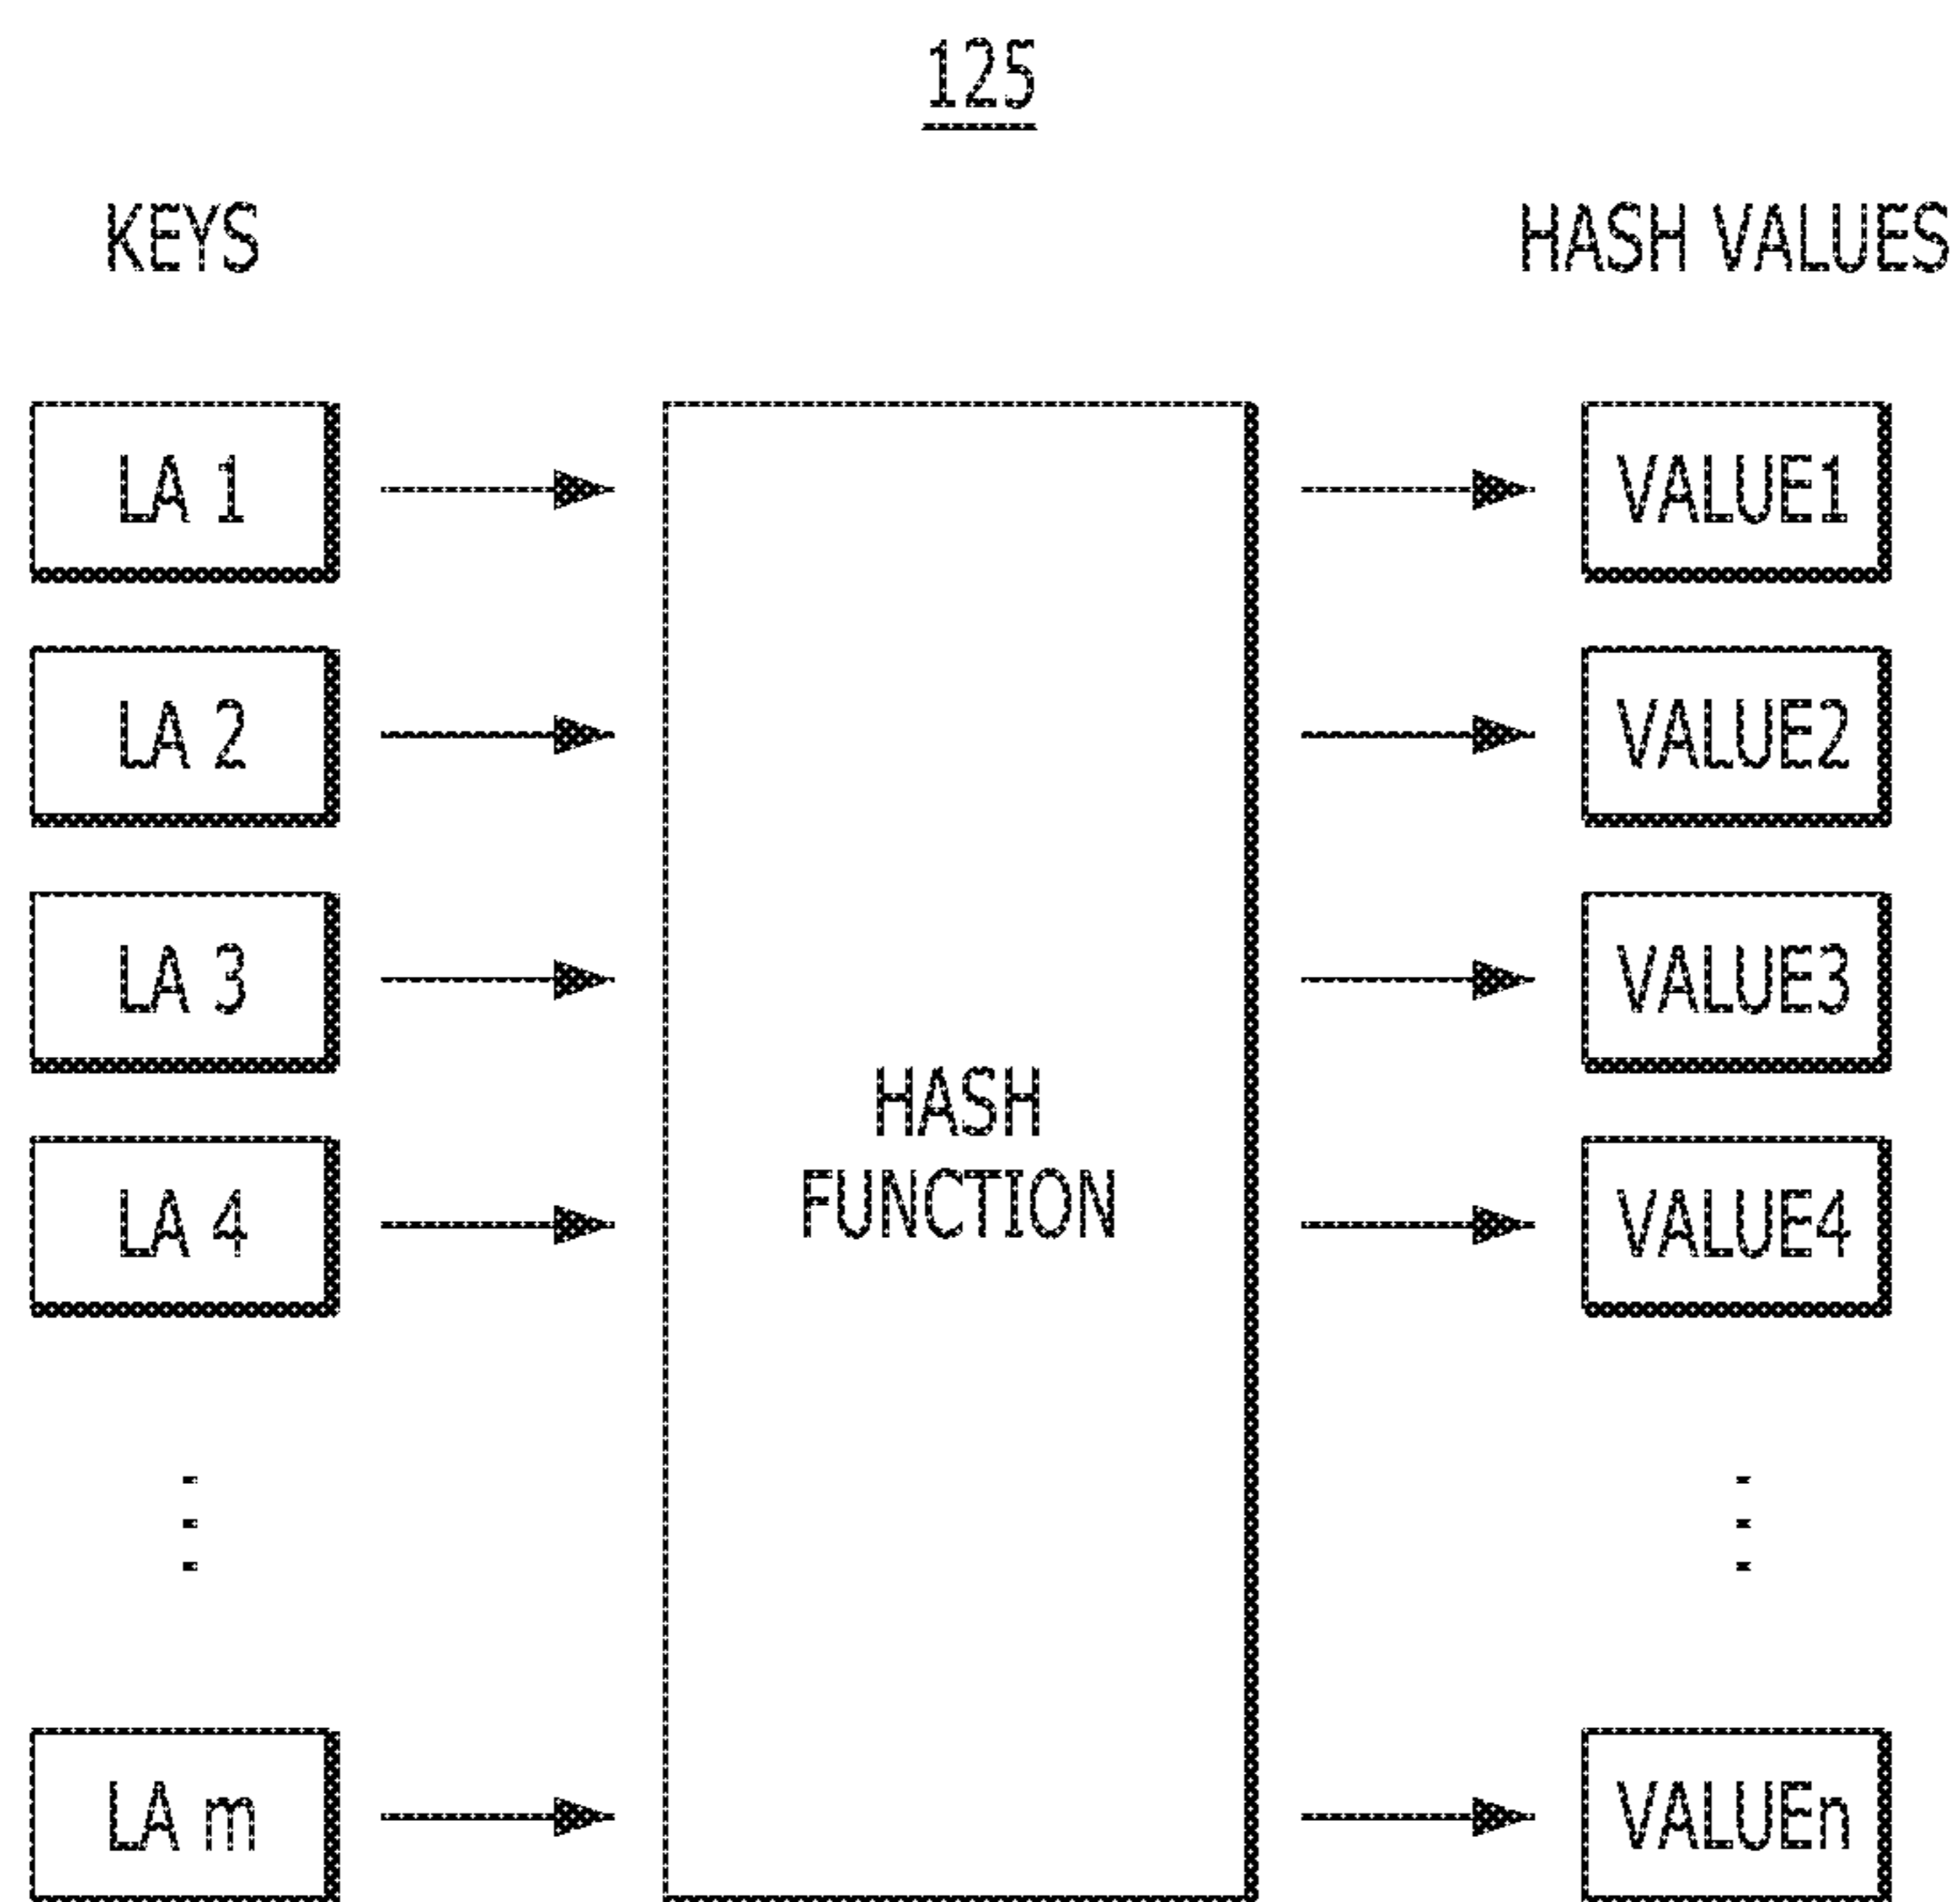 125
KEYS
HASH VALUES
LA 1
VALUE1
LA 2
VALUE2
LA 3
VALUE3
HASH
FUNCTION
LA 4
VALUE4
LA m
VALUEn